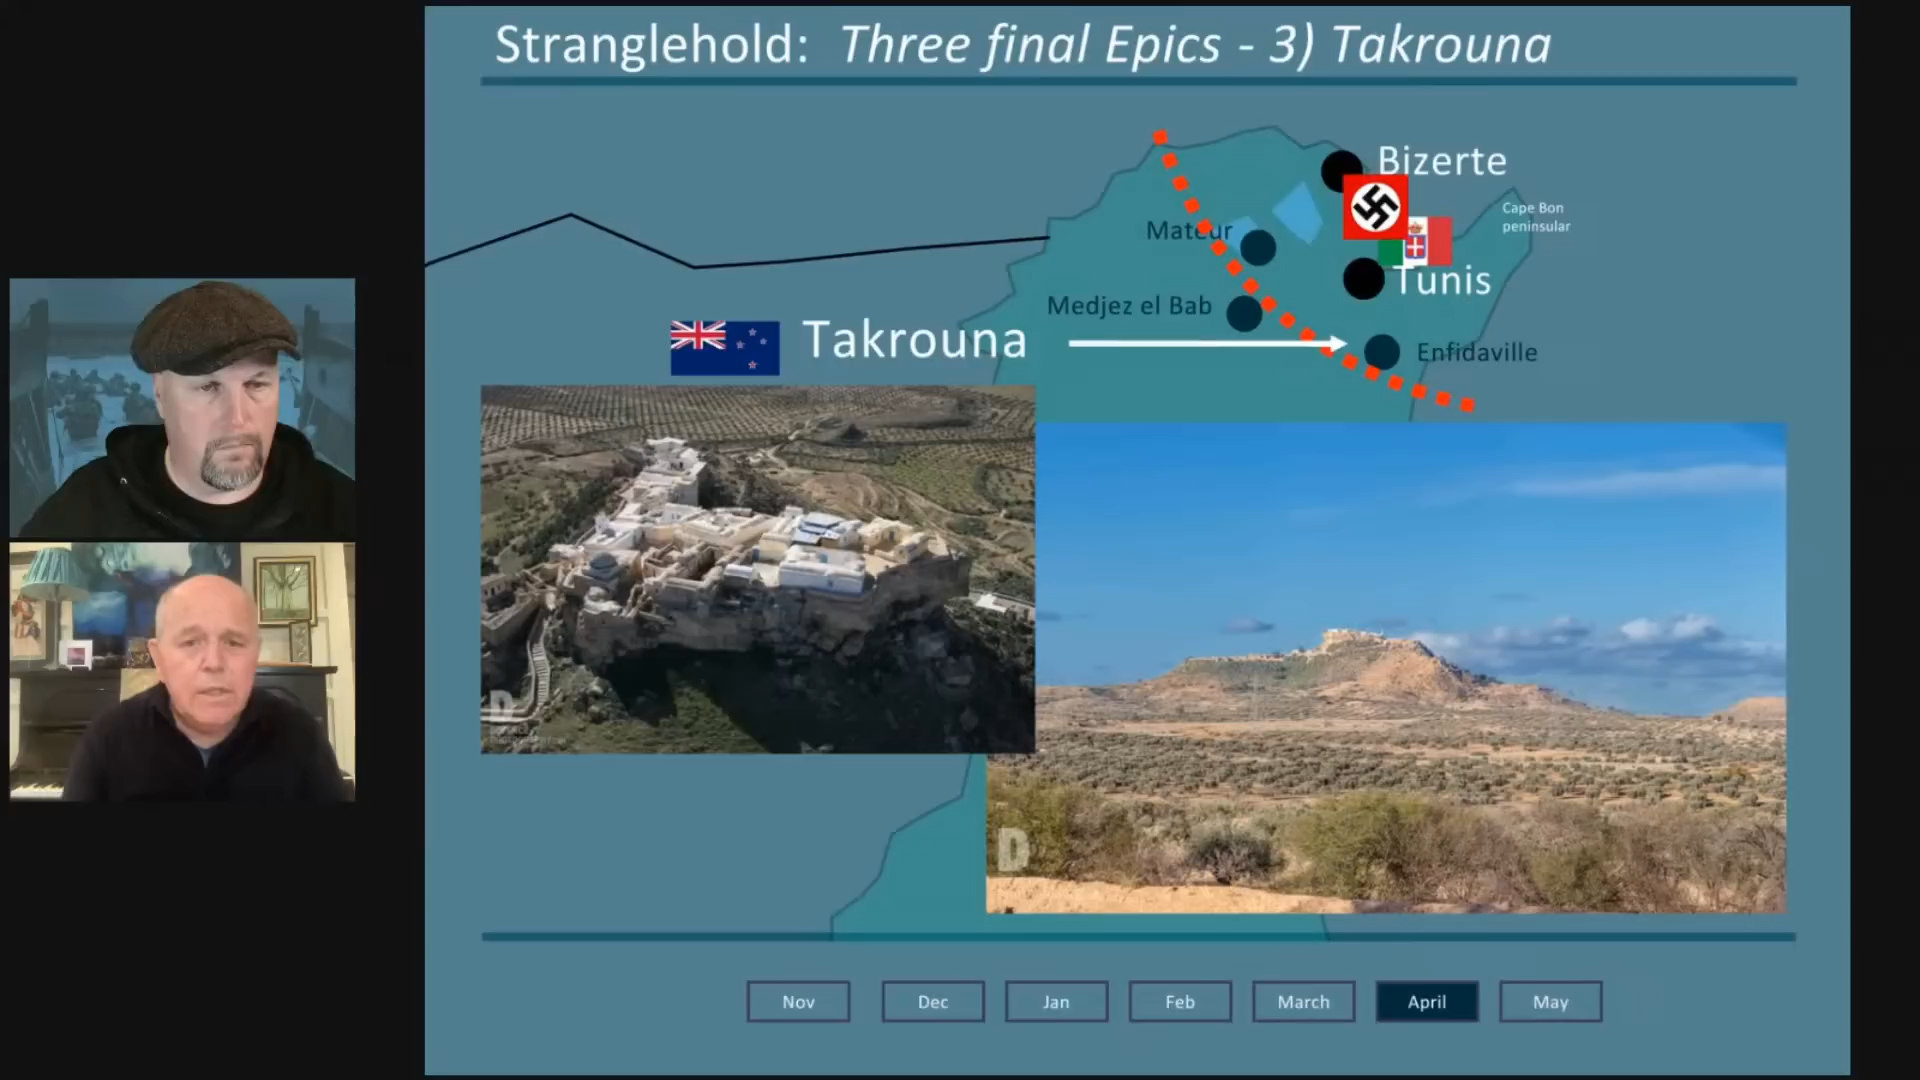 Stranglehold: Three final Epics - 3) Takrouna
Bizerte
Cape Bon
peninsular
Mateur
Tunis
Medjez el Bab
Takrouna
Enfidaville
D
D
Nov
Dec
Jan
Feb
March
April
May